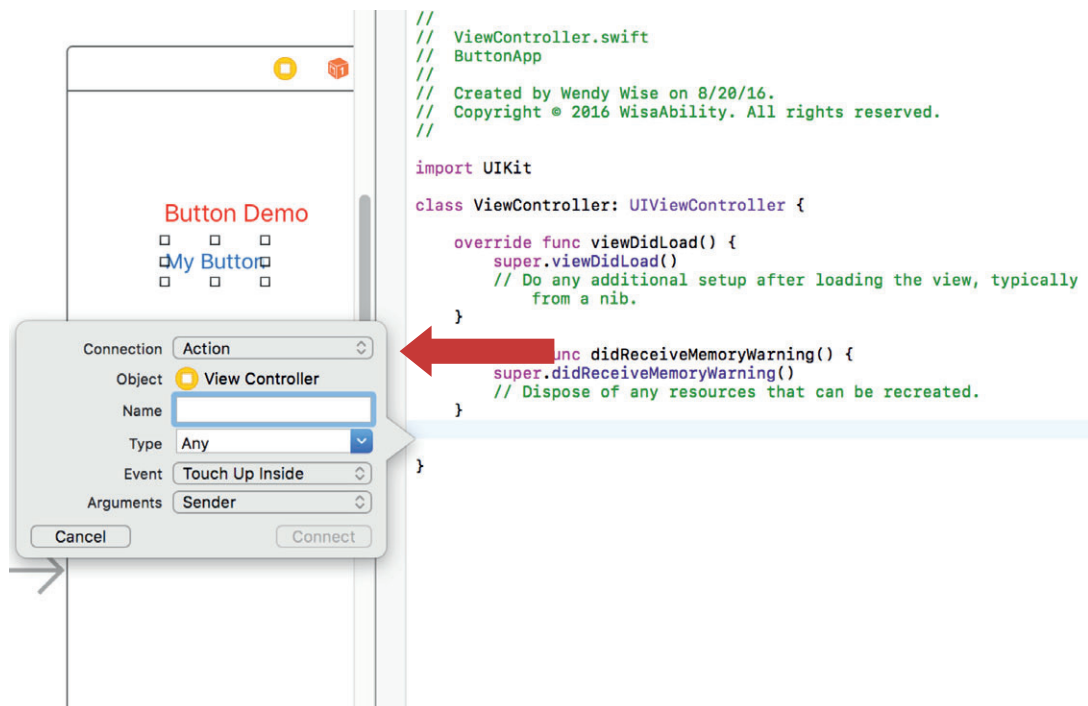 //
// ViewController.swift
// ButtonApp
//
// Created by Wendy Wise on 8/20/16.
// Copyright © 2016 WisaAbility. All rights reserved.
//
import UIKit
class ViewController: UIViewController {
override func viewDidLoad() {
super.viewDidLoad()
// Do any additional setup after loading the view, typically
from a nib.
}
func didReceiveMemoryWarning() {
super.didReceiveMemoryWarning()
// Dispose of any resources that can be recreated.
}
}
Button Demo
My Button
Connection Action
Object View Controller
Name
Type Any
Event Touch Up Inside
Arguments Sender
Cancel Connect